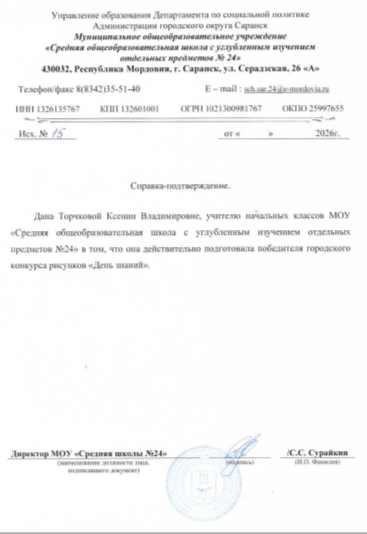 Управление образования Департамента по социальной политике
Администрации городского округа Саранск
Муниципальное общеобразовательное учреждение
«Средняя общеобразовательная школа с углубленным изучением
отдельных предметов № 24»
430032, Республика Мордовия, г. Саранск, ул. Серадзская, 26 «А»
Телефон/факс 8(8342)35-51-40 E – mail : sch.sar.24@e-mordovia.ru
ИНН 1326135767 КПП 132601001 ОГРН 1021300981767 ОКПО 25997655
Исх. № 15 от « » 2026г.
Справка-подтверждение.
Дана Торчковой Ксении Владимировне, учителю начальных классов МОУ
«Средняя общеобразовательная школа с углубленным изучением отдельных
предметов №24» в том, что она действительно подготовила победителя городского
конкурса рисунков «День знаний».
Директор МОУ «Средняя школы №24» /С.С. Сурайкин
(наименование должности лица, (подпись) (И.О. Фамилия)
подписавшего документ)